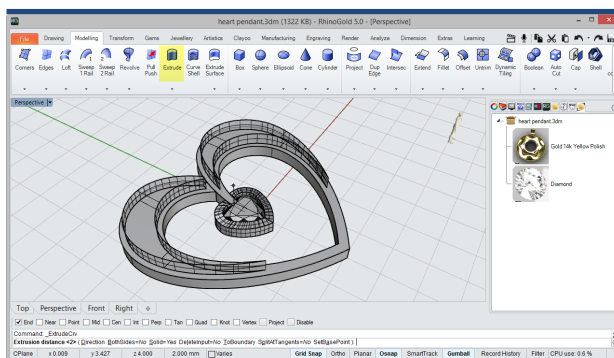 heart pendant.3dm (1322 KB) - RhinoGold 5.0 - [Perspective]
File Drawing Modelling Transform Gems Jewellery Artistics Clayoo Manufacturing Engraving Render Analyze Dimension Extras Learning
Corners Edges Loft Sweep 1 Rail Sweep 2 Rails Revolve Pull Push Extrude Curve Shell Extrude Surface Box Sphere Ellipsoid Cone Cylinder Project Dup Edge Intersec Extend Fillet Offset Untrim Dynamic Tiling Boolean Auto Cut Cap Shell
Perspective
heart pendant.3dm
Gold 14k Yellow Polish
Diamond
Top Perspective Front Right
End Near Point Mid Cen Int Perp Tan Quad Knot Vertex Project Disable
Command: _ExtrudeCrv
Extrusion distance <2> ( Direction BothSides=No Solid=Yes DeleteInput=No ToBoundary SplitAtTangents=No SetBasePoint ):
CPlane x 0.009 y 3.427 z 4.000 2.000 mm Varies Grid Snap Ortho Planar Osnap SmartTrack Gumball Record History Filter CPU use: 0.6 %